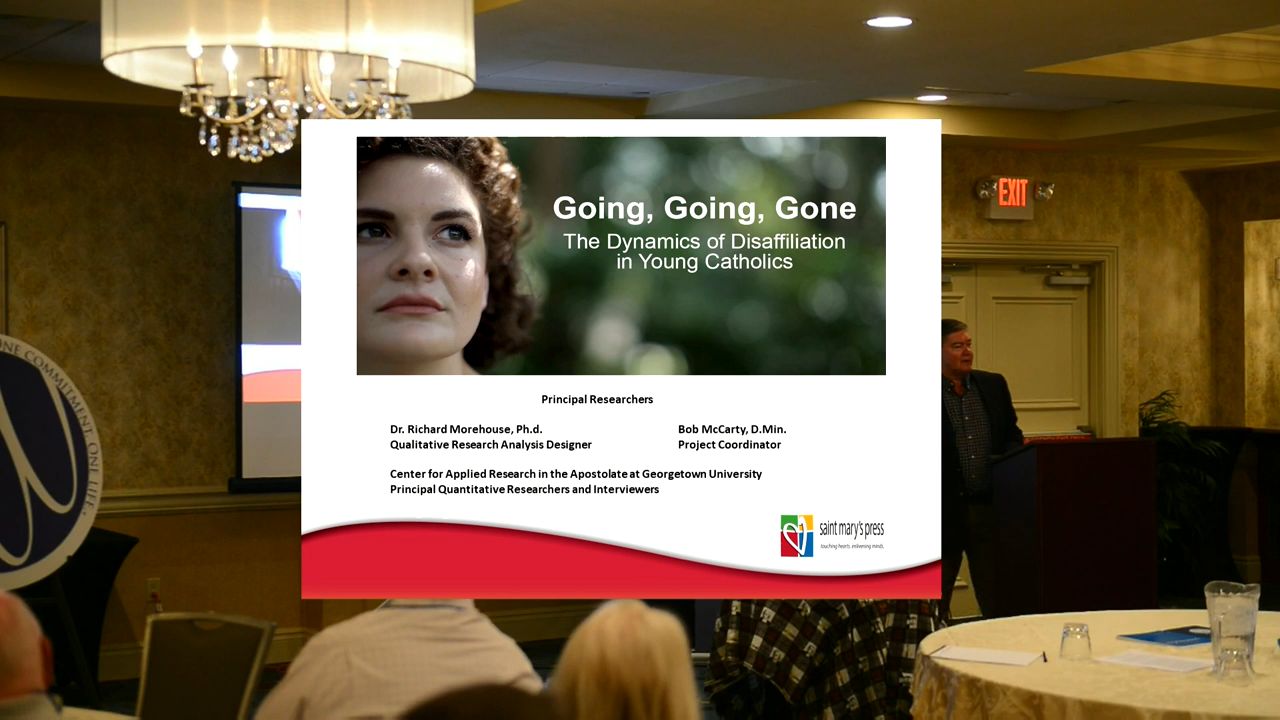 Going, Going, Gone
The Dynamics of Disaffiliation
in Young Catholics
EXIT
Principal Researchers
Dr. Richard Morehouse, Ph.d.
Qualitative Research Analysis Designer
Bob McCarty, D.Min.
Project Coordinator
Center for Applied Research in the Apostolate at Georgetown University
Principal Quantitative Researchers and Interviewers
saint mary's press
touching hearts. enlivening minds.
ONE COMMITMENT. ONE LIFE.